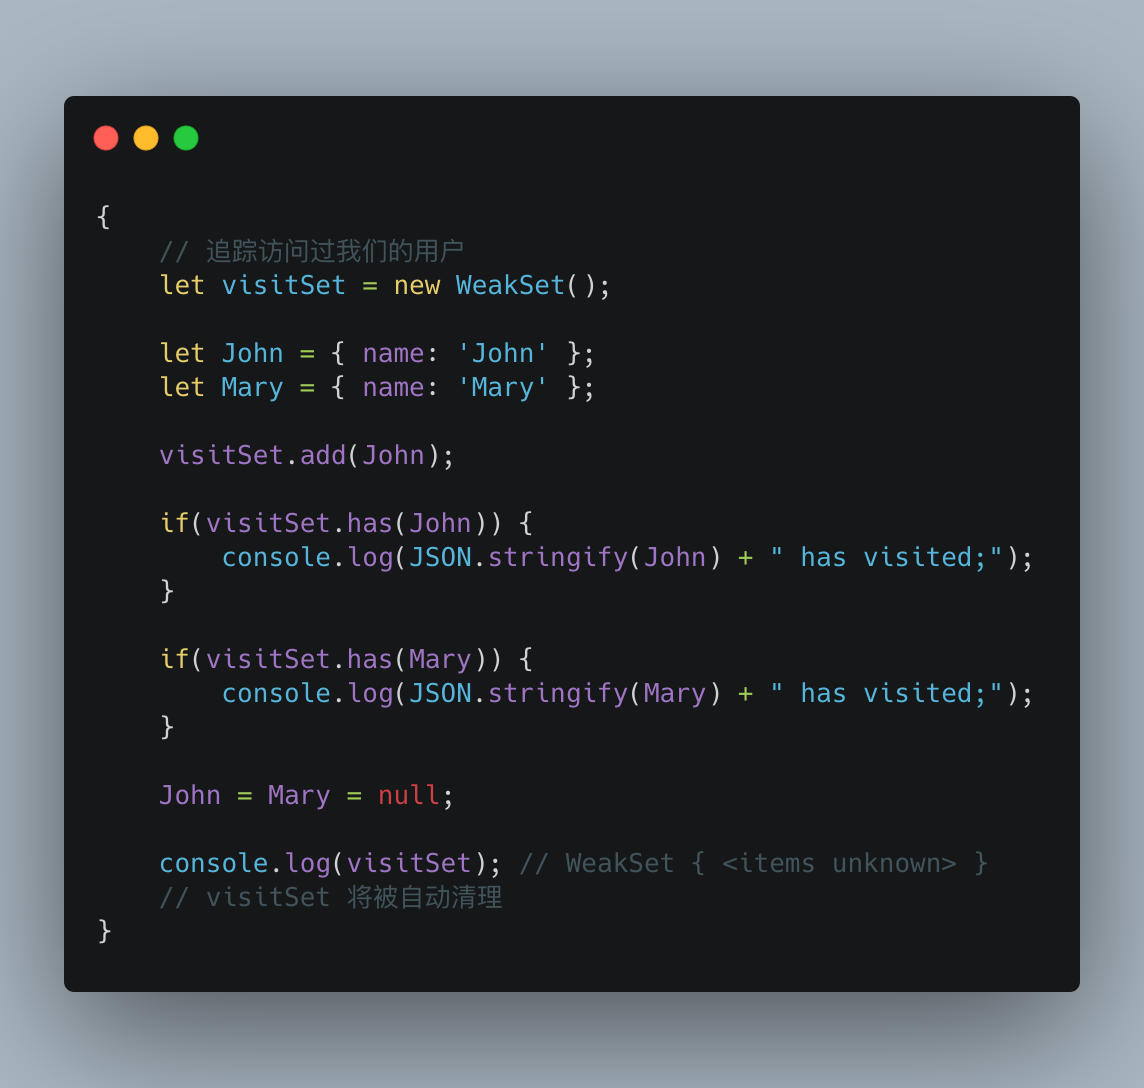 {
    // 追踪访问过我们的用户
    let visitSet = new WeakSet();
    let John = { name: 'John' };
    let Mary = { name: 'Mary' };
    visitSet.add(John);
    if(visitSet.has(John)) {
        console.log(JSON.stringify(John) + " has visited;");
    }
    if(visitSet.has(Mary)) {
        console.log(JSON.stringify(Mary) + " has visited;");
    }
    John = Mary = null;
    console.log(visitSet); // WeakSet { <items unknown> }
    // visitSet 将被自动清理
}